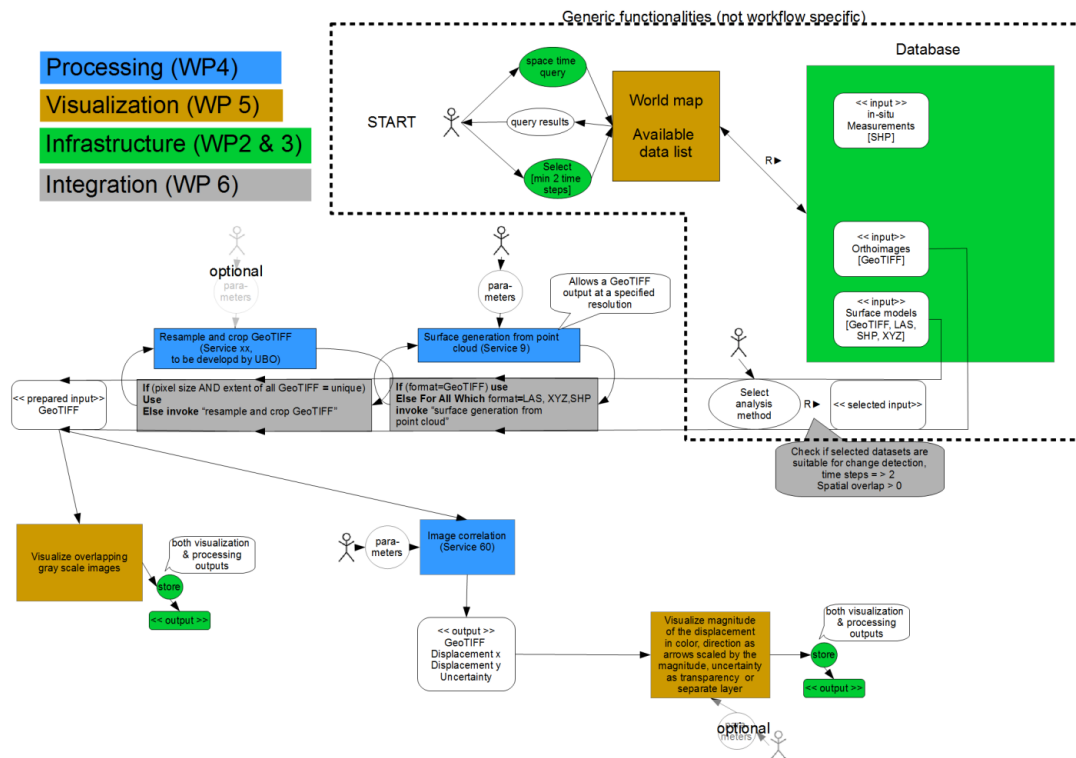 Generic functionalities (not workflow specific)
Processing (WP4)
Visualization (WP 5)
Infrastructure (WP2 & 3)
Integration (WP 6)
START
space time
query
query results
Select
[min 2 time
steps]
World map
Available
data list
R►
Database
<< input >>
in-situ
Measurements
[SHP]
<< input>>
Orthoimages
[GeoTIFF]
<<input>>
Surface models
[GeoTIFF, LAS,
SHP, XYZ]
optional
para-
meters
para-
meters
Allows a GeoTIFF
output at a specified
resolution
Resample and crop GeoTIFF
(Service xx,
to be developd by UBO)
Surface generation from point
cloud (Service 9)
<< prepared input>>
GeoTIFF
If (pixel size AND extent of all GeoTIFF = unique)
Use
Else invoke “resample and crop GeoTIFF”
If (format=GeoTIFF) use
Else For All Which format=LAS, XYZ,SHP
invoke “surface generation from
point cloud”
Select
analysis
method
R►
<< selected input>>
Check if selected datasets are
suitable for change detection,
time steps = > 2
Spatial overlap > 0
Visualize overlapping
gray scale images
both visualization
& processing
outputs
store
<< output >>
para-
meters
Image correlation
(Service 60)
<< output >>
GeoTIFF
Displacement x
Displacement y
Uncertainty
Visualize magnitude
of the displacement
in color, direction as
arrows scaled by the
magnitude, uncertainty
as transparency or
separate layer
both visualization
& processing
outputs
store
<< output >>
optional
para-
meters